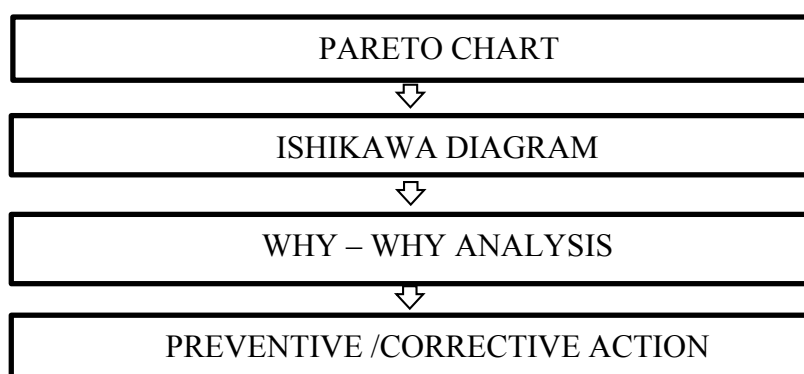 PARETO CHART
ISHIKAWA DIAGRAM
WHY – WHY ANALYSIS
PREVENTIVE /CORRECTIVE ACTION